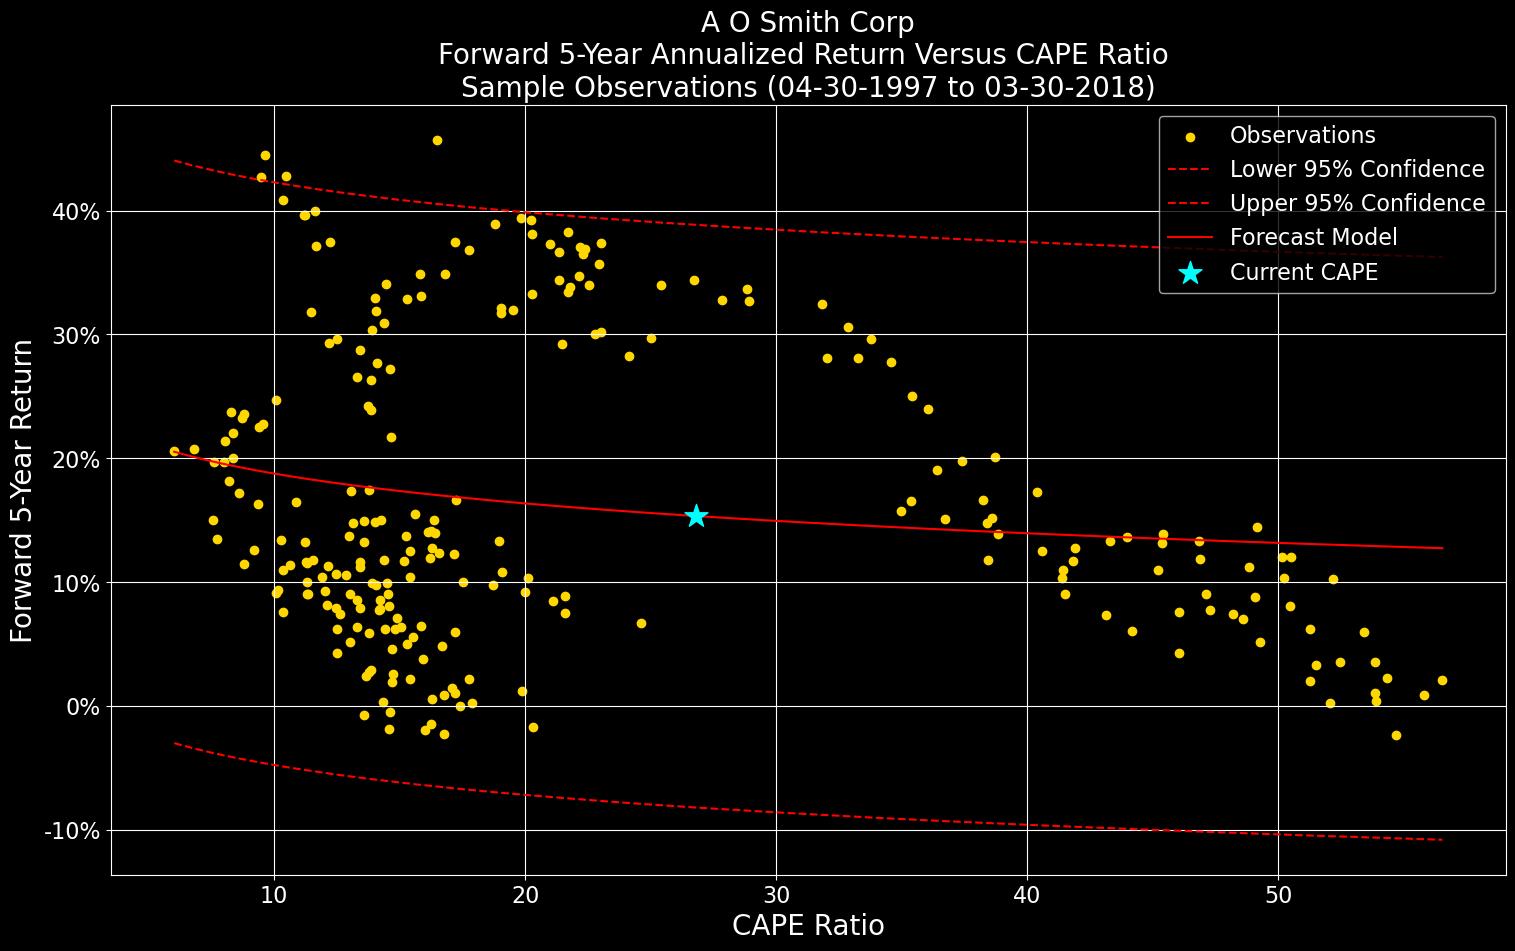 A O Smith Corp
Forward 5-Year Annualized Return Versus CAPE Ratio
Sample Observations (04-30-1997 to 03-30-2018)
Observations
Lower 95% Confidence
Upper 95% Confidence
Forecast Model
Current CAPE
Forward 5-Year Return
40%
30%
20%
10%
0%
-10%
10
20
30
40
50
CAPE Ratio